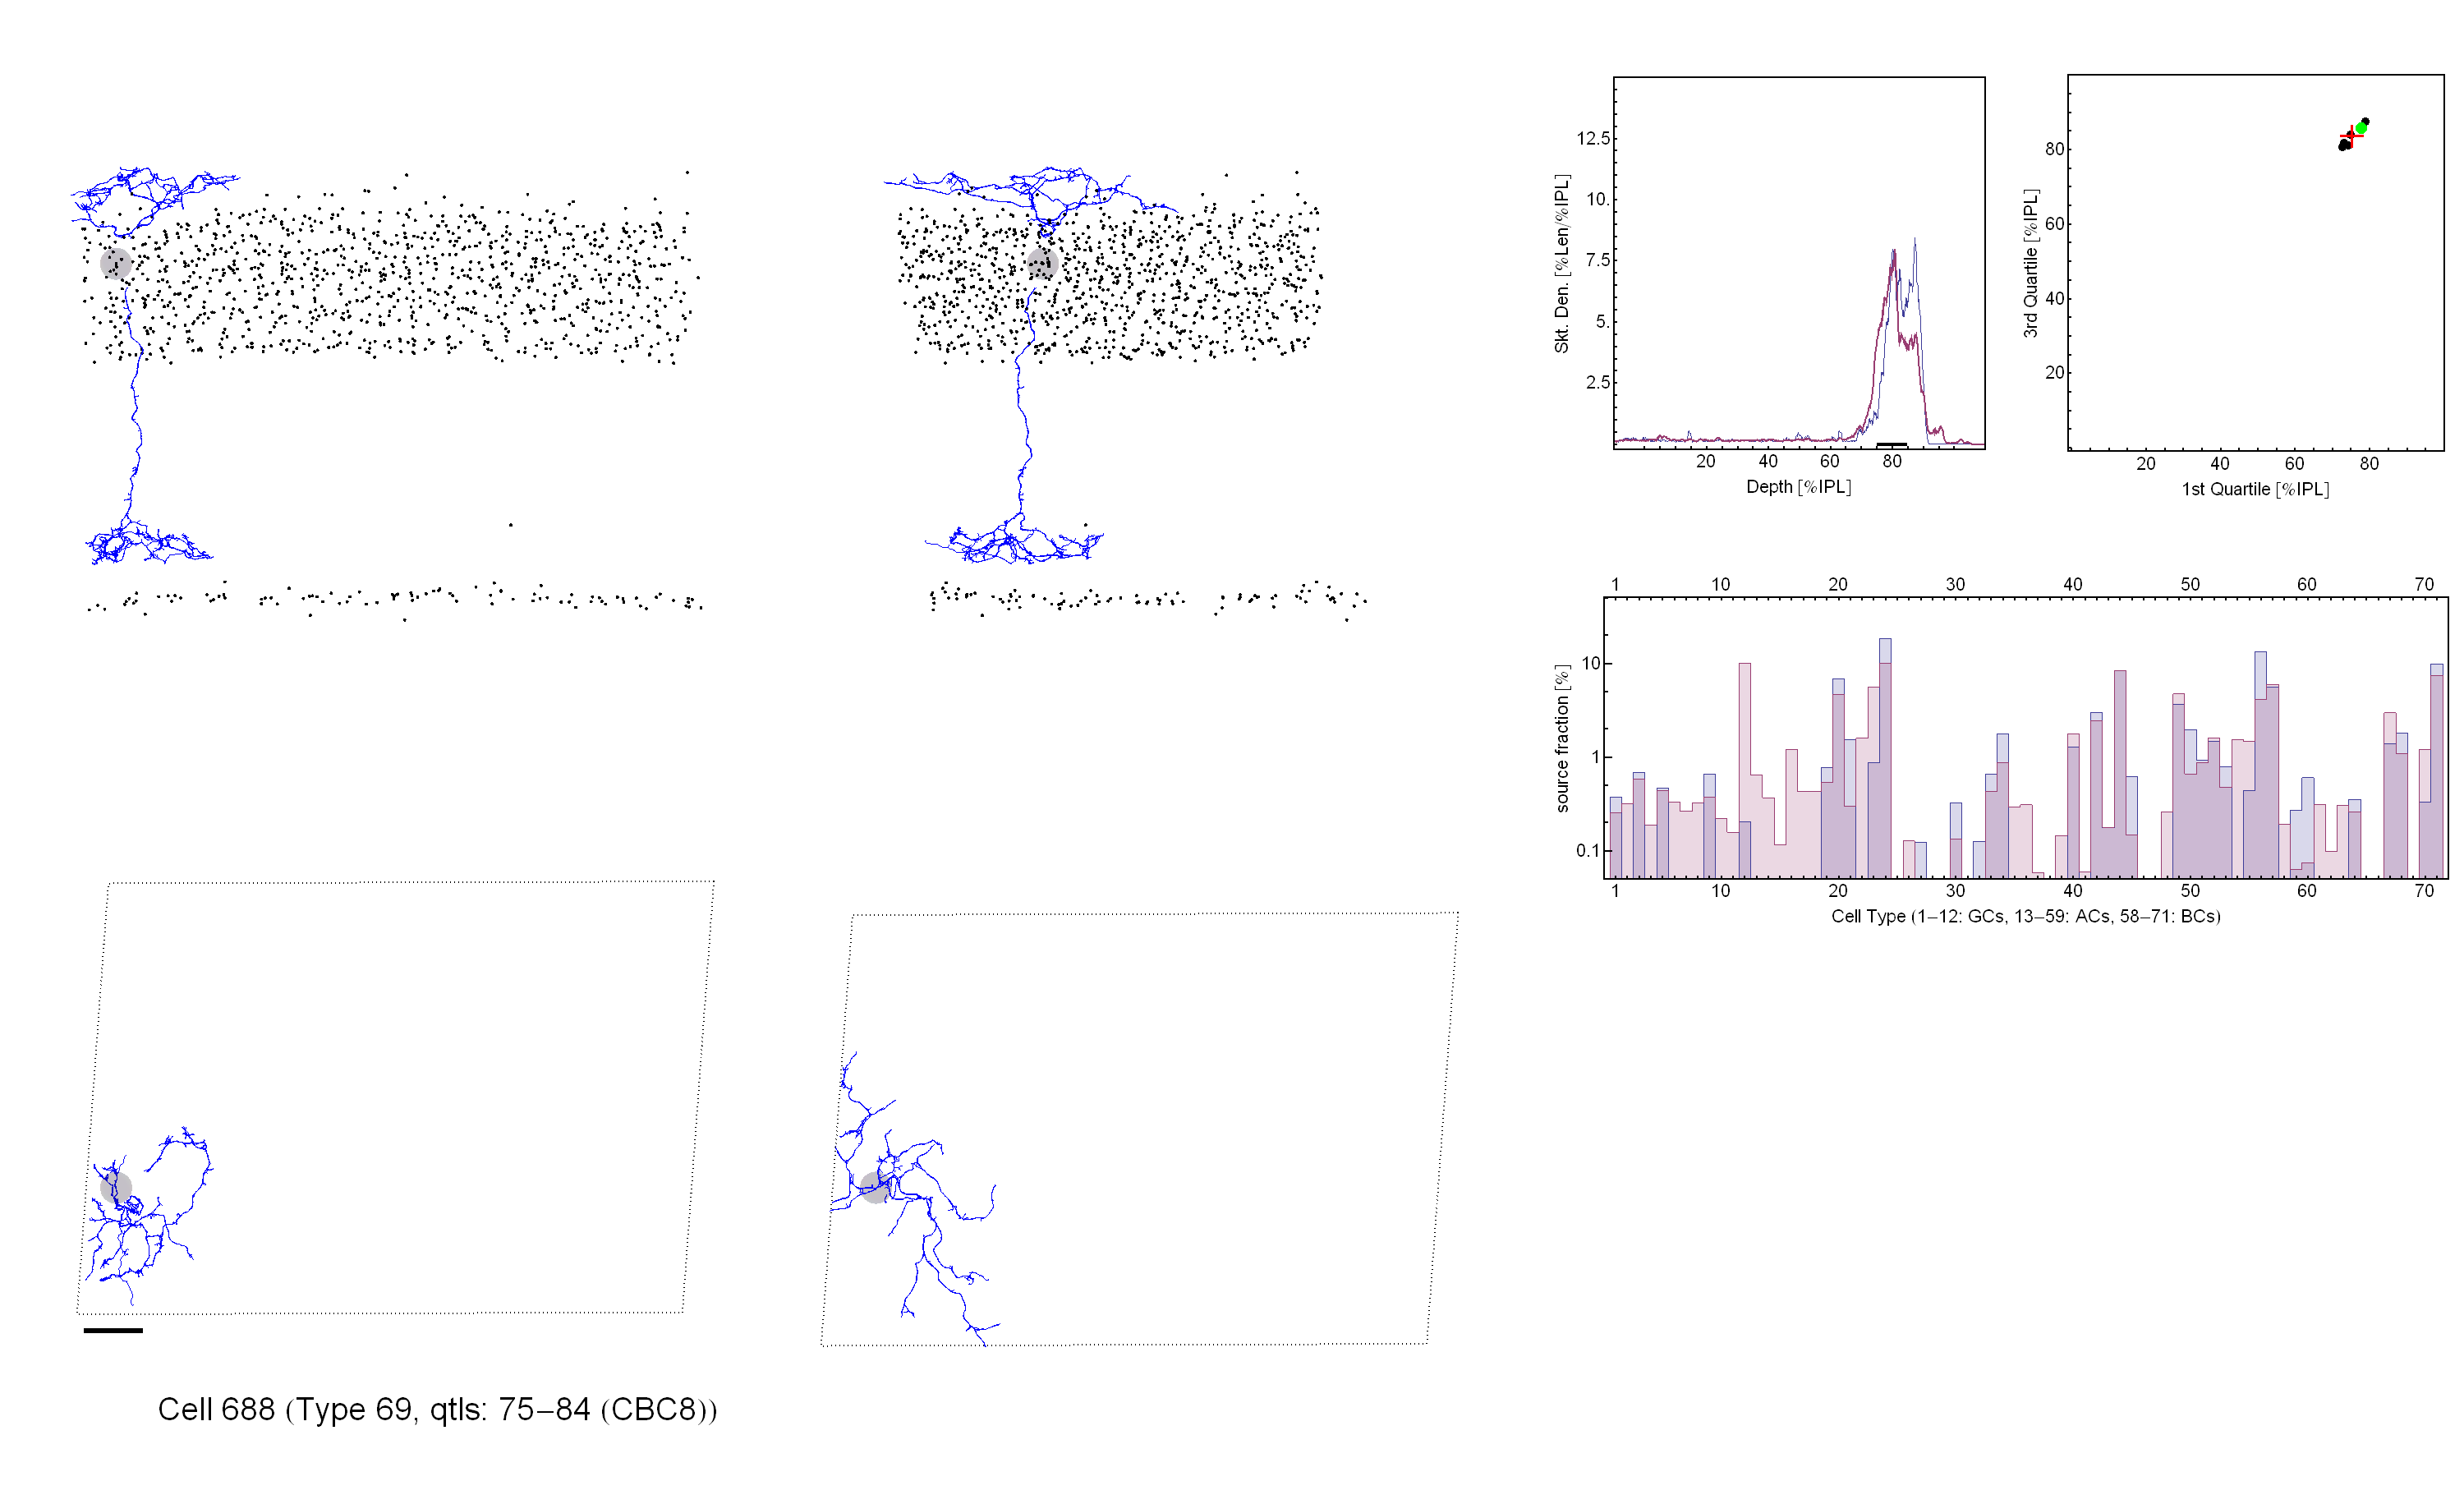 Skt. Den. [%Len/%IPL]
12.5
10.
7.5
5.
2.5
20 40 60 80
Depth [%IPL]
3rd Quartile [%IPL]
80
60
40
20
20 40 60 80
1st Quartile [%IPL]
1 10 20 30 40 50 60 70
source fraction [%]
10
1
0.1
1 10 20 30 40 50 60 70
Cell Type (1–12: GCs, 13–59: ACs, 58–71: BCs)
Cell 688 (Type 69, qtls: 75–84 (CBC8))